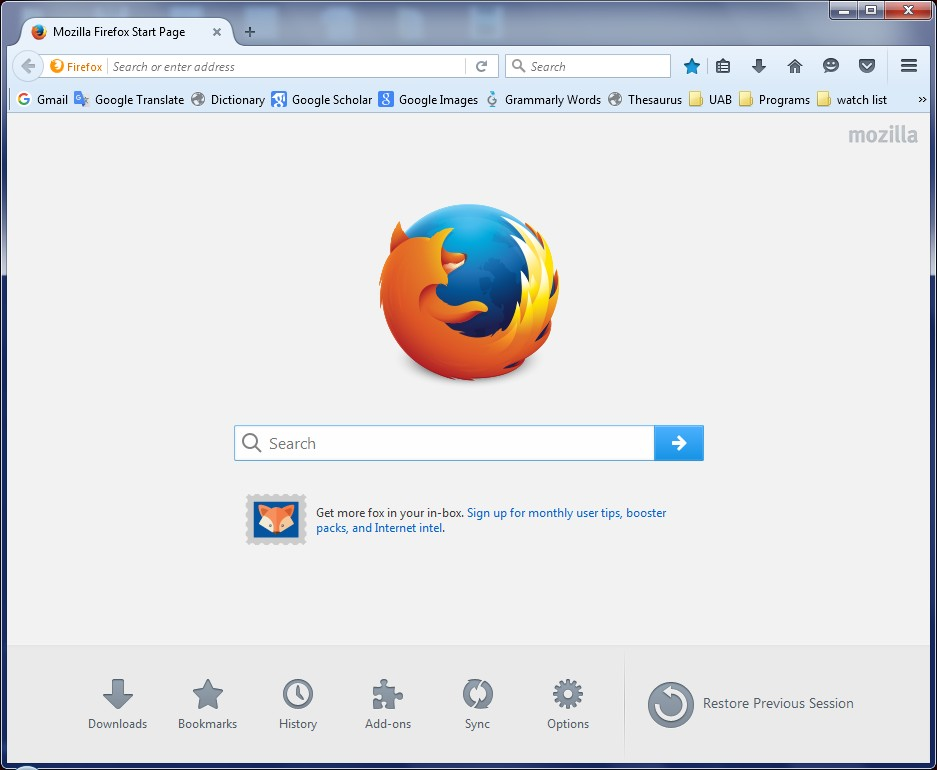 Mozilla Firefox Start Page
Firefox Search or enter address Search
Gmail Google Translate Dictionary Google Scholar Google Images Grammarly Words Thesaurus UAB Programs watch list »
mozilla
Search
Get more fox in your in-box. Sign up for monthly user tips, booster
packs, and Internet intel.
Downloads Bookmarks History Add-ons Sync Options Restore Previous Session